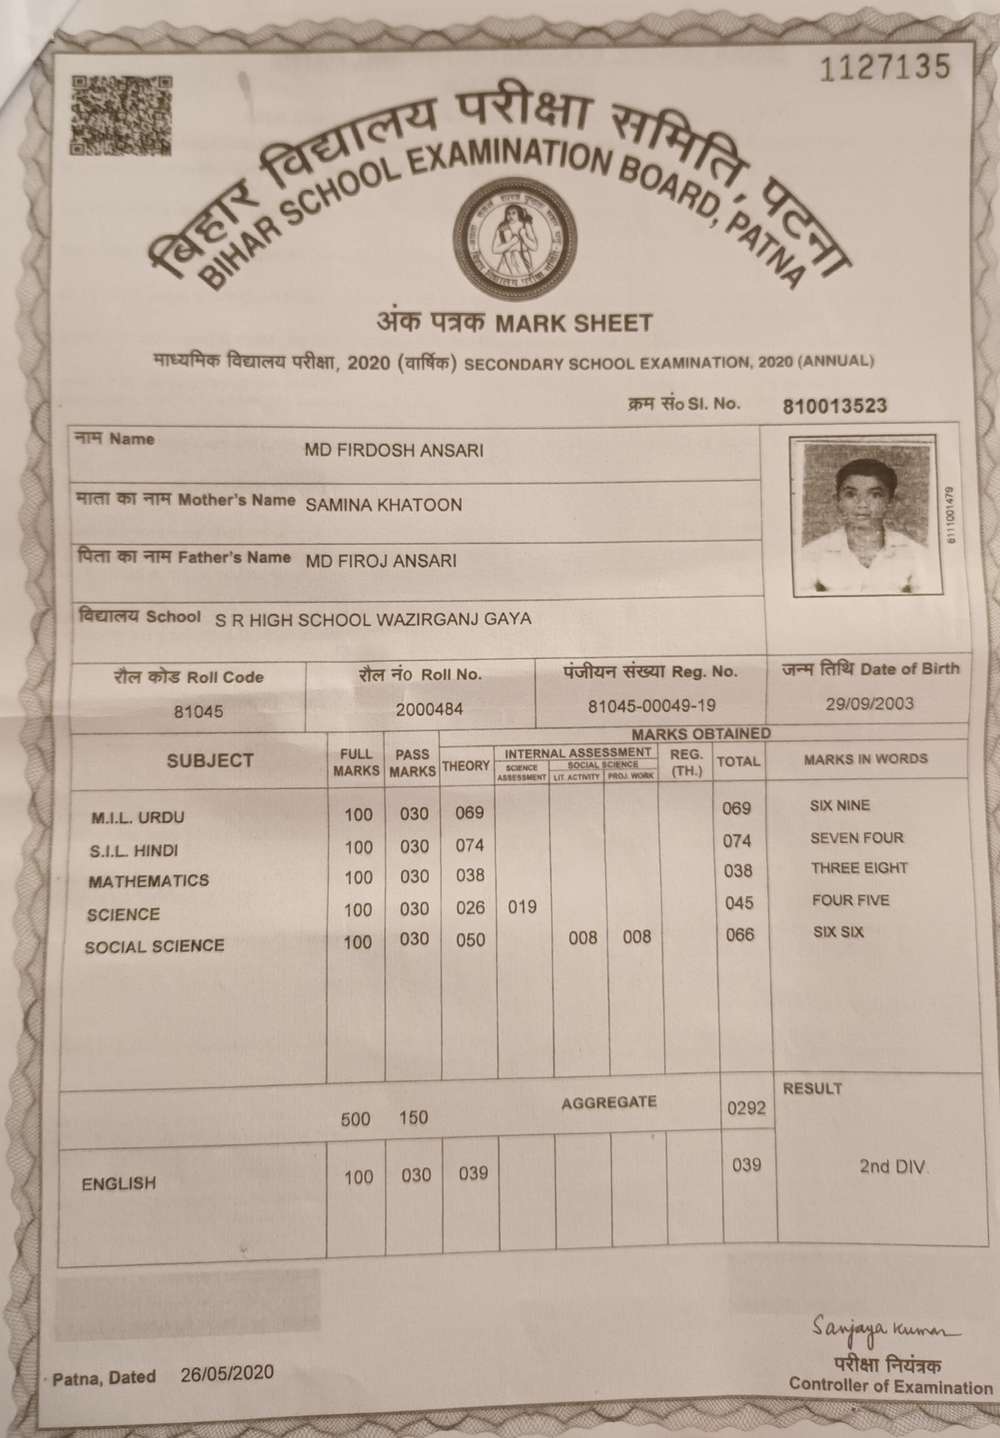 1127135
बिहार विद्यालय परीक्षा समिति, पटना
BIHAR SCHOOL EXAMINATION BOARD, PATNA
अंक पत्रक MARK SHEET
माध्यमिक विद्यालय परीक्षा, 2020 (वार्षिक) SECONDARY SCHOOL EXAMINATION, 2020 (ANNUAL)
क्रम सं० Sl. No. 810013523
नाम Name MD FIRDOSH ANSARI
माता का नाम Mother's Name SAMINA KHATOON
पिता का नाम Father's Name MD FIROJ ANSARI
8111001479
विद्यालय School S R HIGH SCHOOL WAZIRGANJ GAYA
रौल कोड Roll Code रौल नं० Roll No. पंजीयन संख्या Reg. No. जन्म तिथि Date of Birth
81045 2000484 81045-00049-19 29/09/2003
SUBJECT FULL MARKS PASS MARKS MARKS OBTAINED
THEORY INTERNAL ASSESSMENT REG. (TH.) TOTAL MARKS IN WORDS
SCIENCE ASSESSMENT SOCIAL SCIENCE
LIT. ACTIVITY PROJ. WORK
M.I.L. URDU 100 030 069 069 SIX NINE
S.I.L. HINDI 100 030 074 074 SEVEN FOUR
MATHEMATICS 100 030 038 038 THREE EIGHT
SCIENCE 100 030 026 019 045 FOUR FIVE
SOCIAL SCIENCE 100 030 050 008 008 066 SIX SIX
500 150 AGGREGATE 0292 RESULT
ENGLISH 100 030 039 039 2nd DIV.
Sanjaya Kumar
परीक्षा नियंत्रक
Patna, Dated 26/05/2020 Controller of Examination